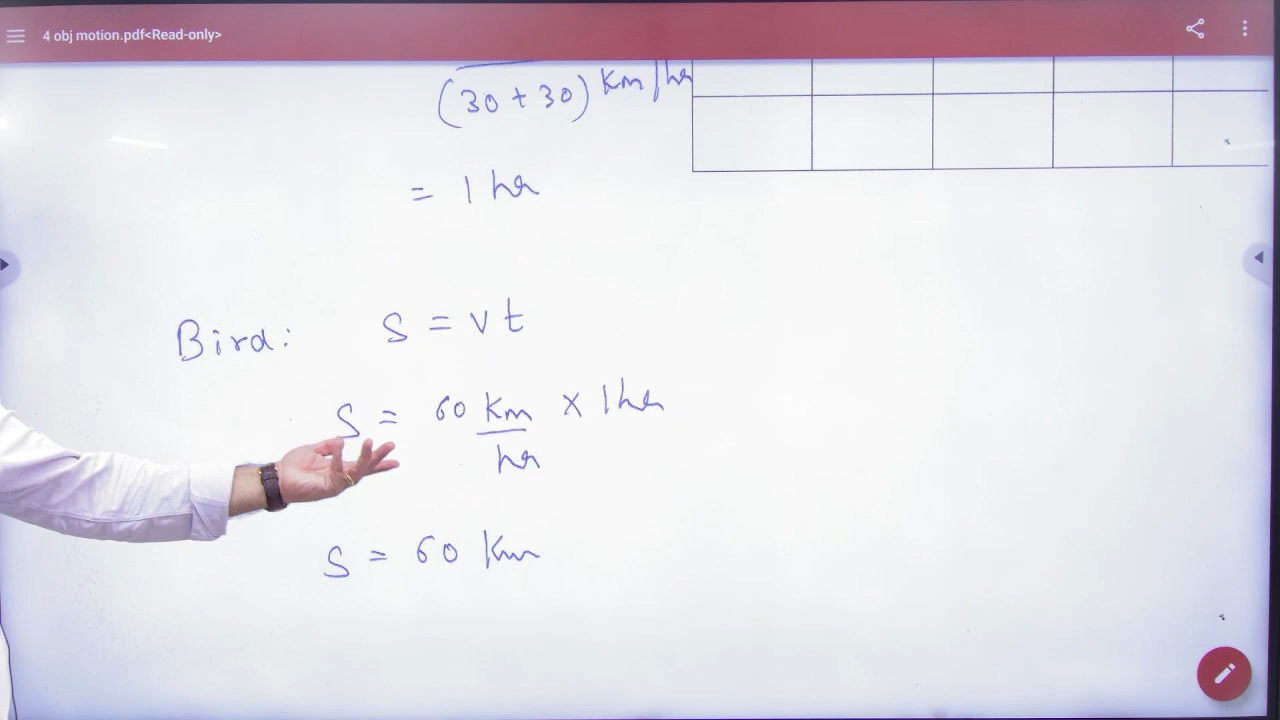 4 obj motion.pdf<Read-only>
(30 + 30) Km/hr
= 1 hr
Bird: S = v t
S = 60 Km/hr × 1 hr
S = 60 Km